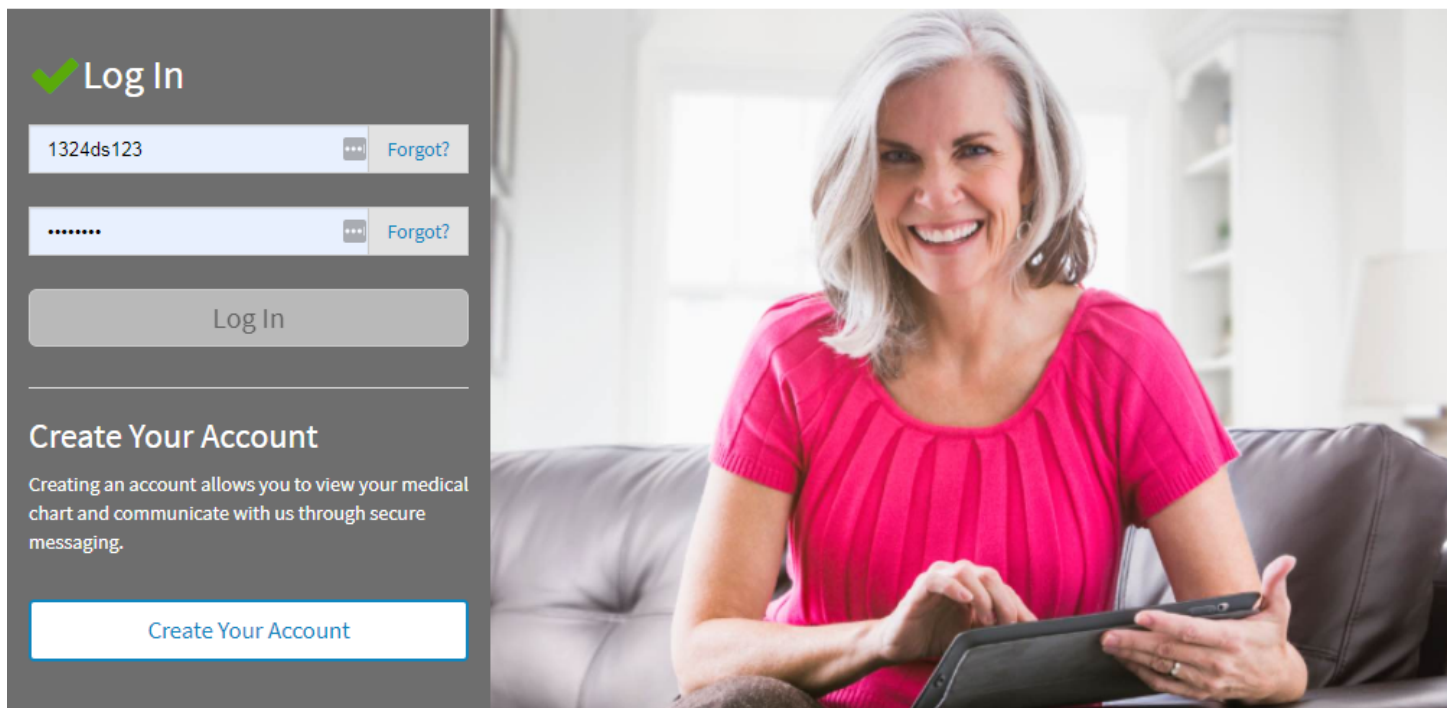 Log In
1324ds123
Forgot?
••••••••
Forgot?
Log In
Create Your Account
Creating an account allows you to view your medical
chart and communicate with us through secure
messaging.
Create Your Account